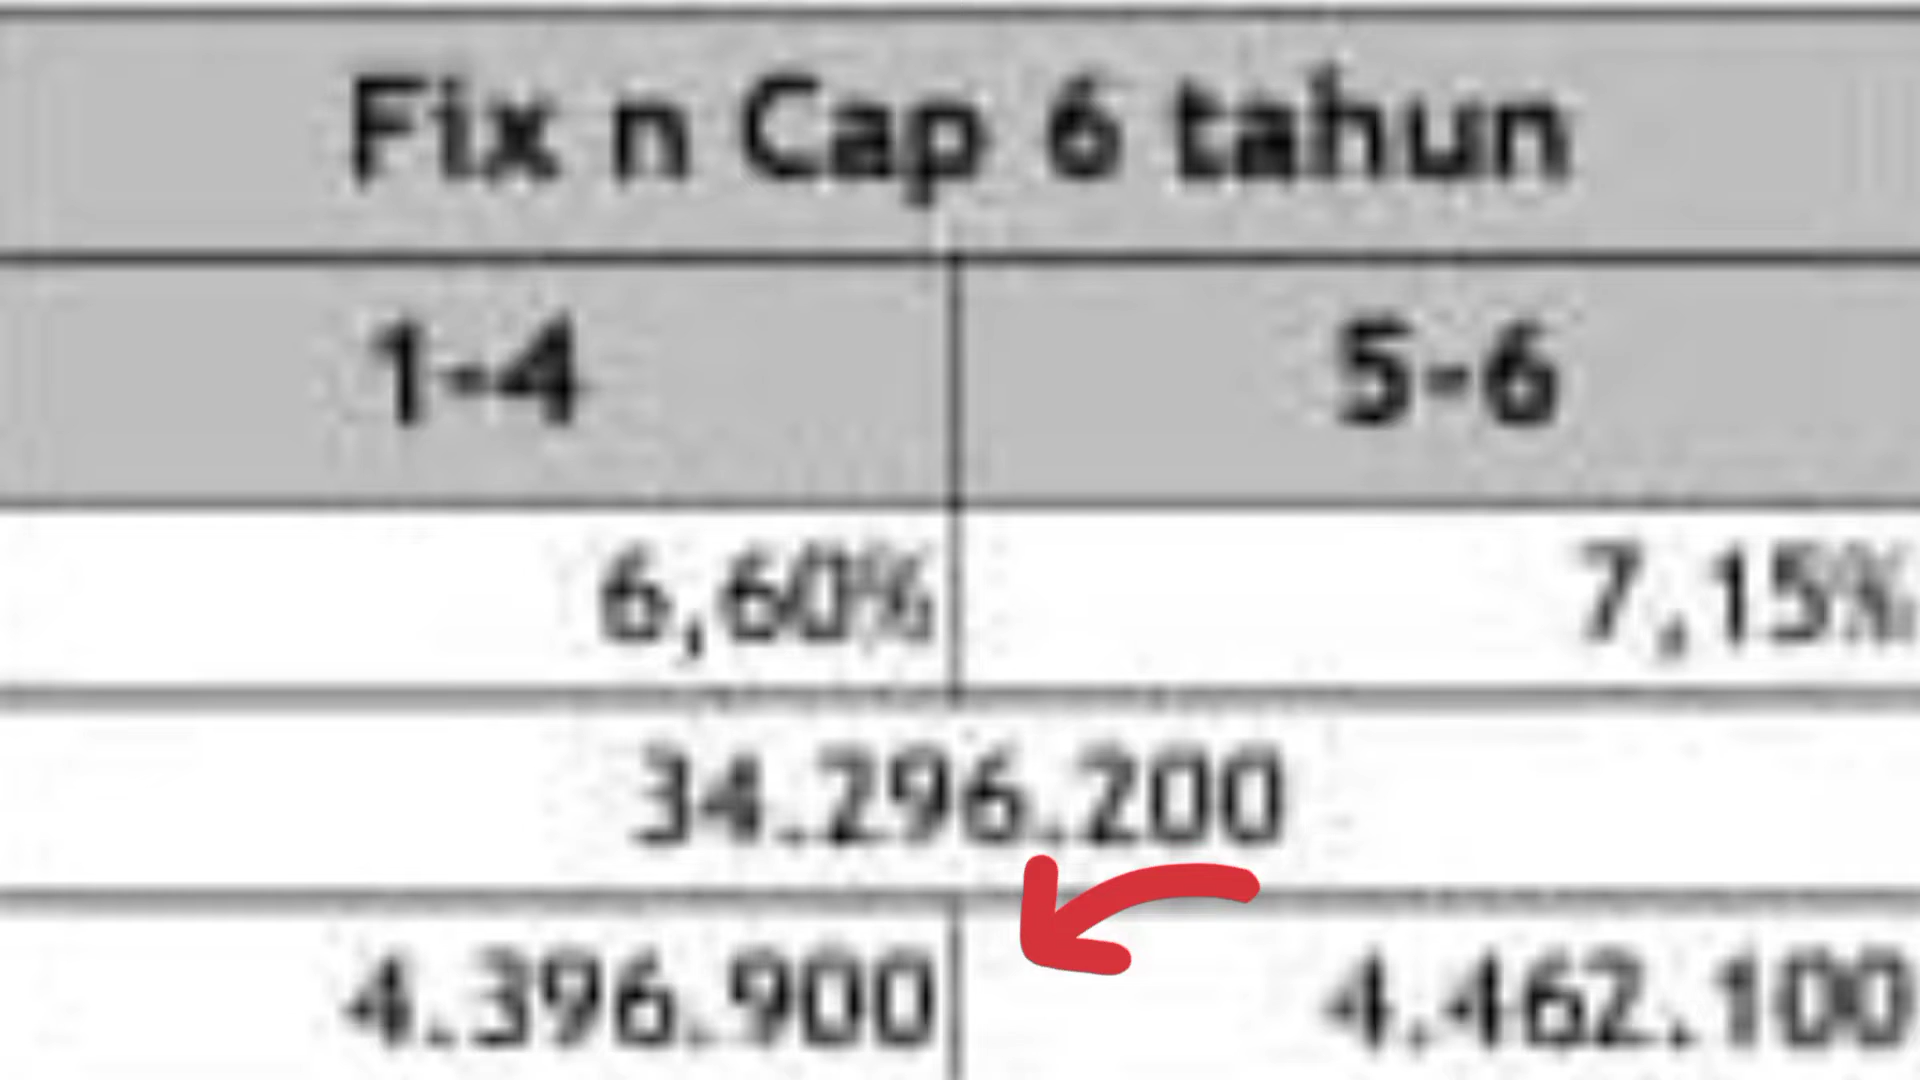 Fix n Cap 6 tahun
1-4 5-6
6,60% 7,15%
34.296.200
4.396.900 4.462.100